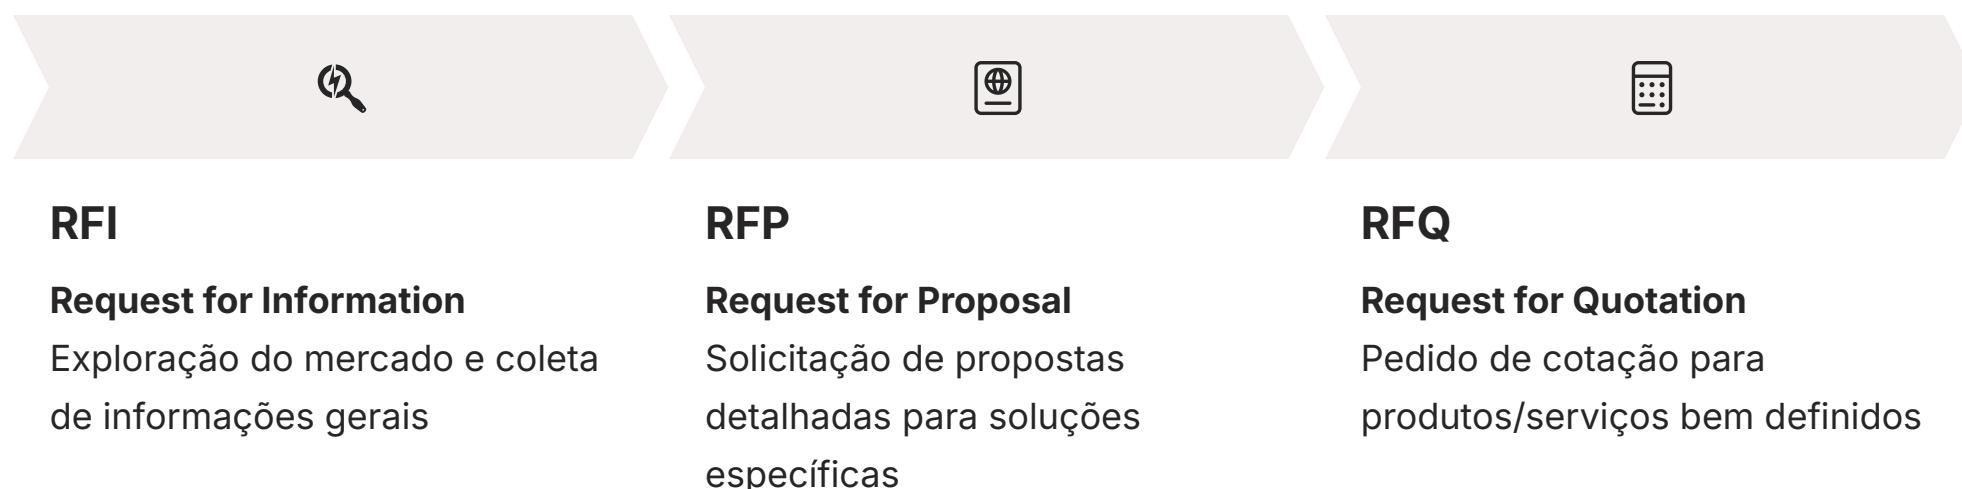 RFI
Request for Information
Exploração do mercado e coleta
de informações gerais
RFP
Request for Proposal
Solicitação de propostas
detalhadas para soluções
específicas
RFQ
Request for Quotation
Pedido de cotação para
produtos/serviços bem definidos